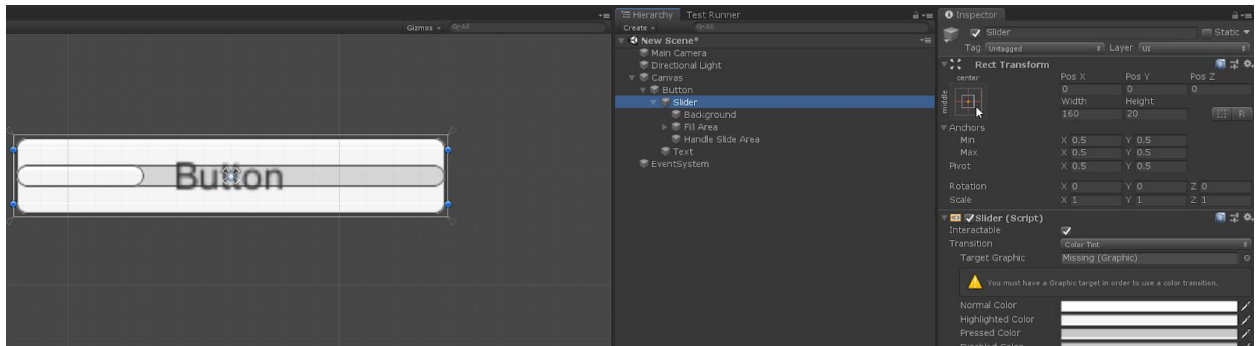 Gizmos
All
Button
Hierarchy Test Runner
Create
All
New Scene*
Main Camera
Directional Light
Canvas
Button
Slider
Background
Fill Area
Handle Slide Area
Text
EventSystem
Inspector
Slider Static
Tag Untagged Layer UI
Rect Transform
center Pos X Pos Y Pos Z
0 0 0
middle Width Height
160 20 R
Anchors
Min X 0.5 Y 0.5
Max X 0.5 Y 0.5
Pivot X 0.5 Y 0.5
Rotation X 0 Y 0 Z 0
Scale X 1 Y 1 Z 1
Slider (Script)
Interactable
Transition Color Tint
Target Graphic Missing (Graphic)
You must have a Graphic target in order to use a color transition.
Normal Color
Highlighted Color
Pressed Color
Disabled Color